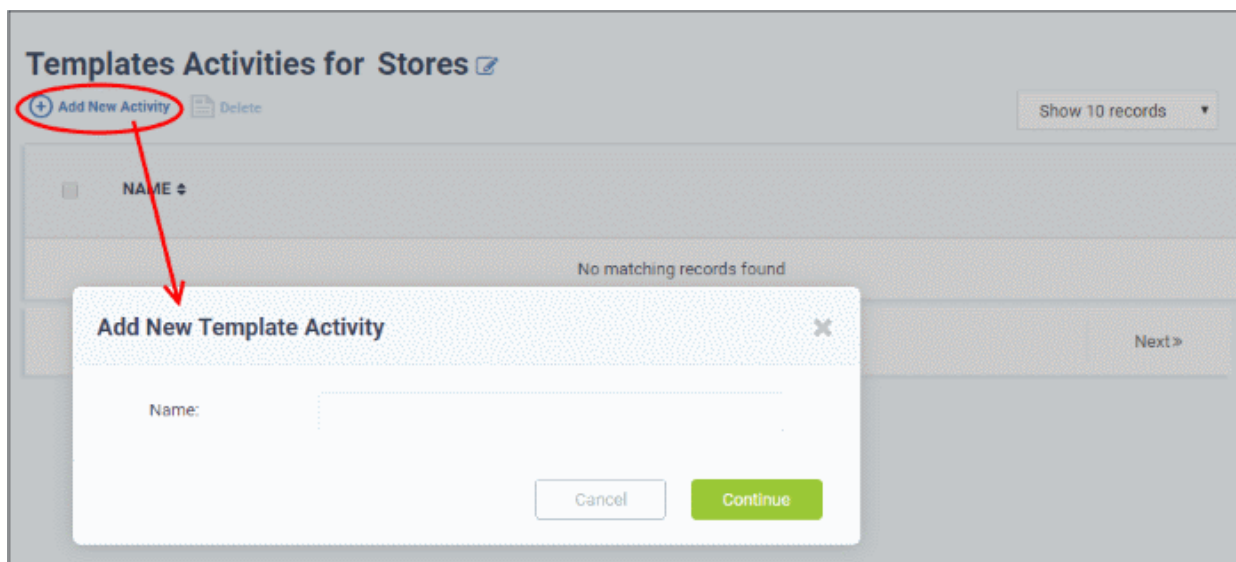 Templates Activities for Stores
Add New Activity Delete
Show 10 records
NAME
No matching records found
Add New Template Activity
Next»
Name:
Cancel Continue